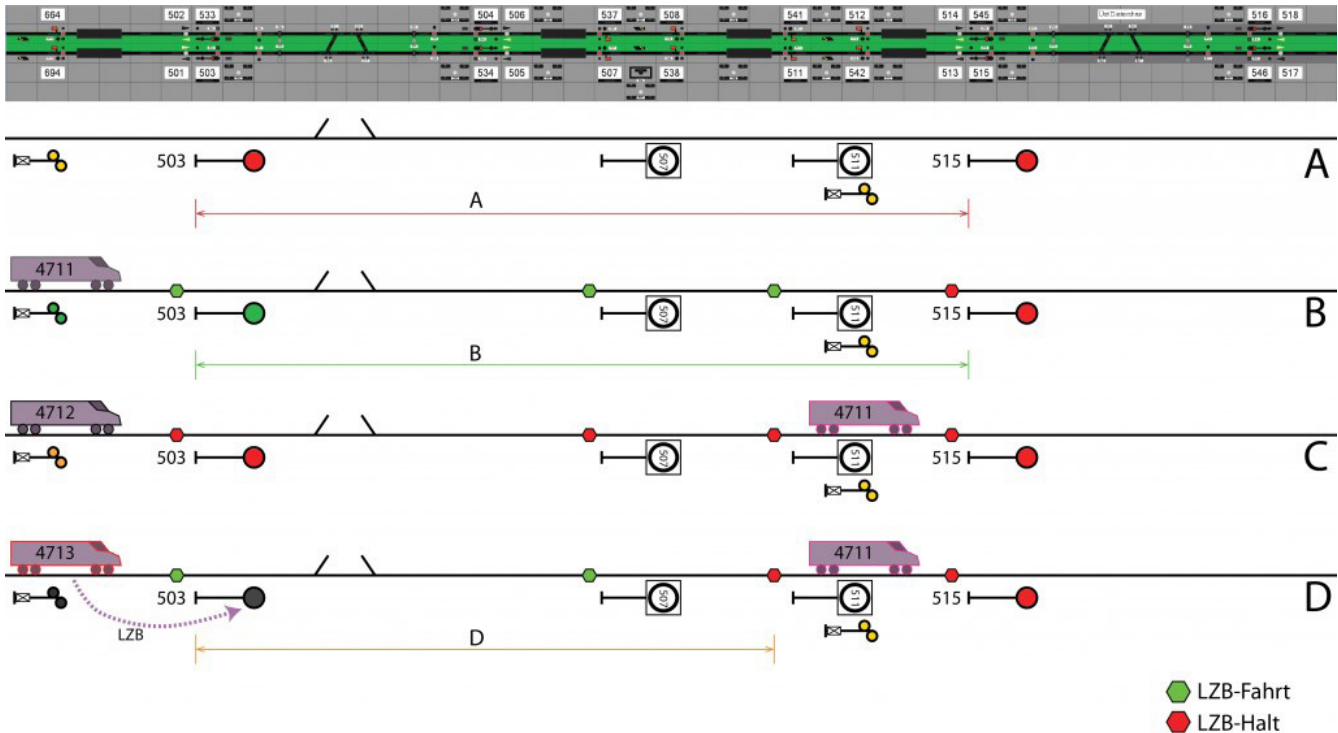 664 502 533 504 506 537 508 541 512 514 545 516 518
694 501 503 534 505 507 538 511 542 513 515 546 517
503 507 511 515 A
A
4711
503 507 511 515 B
B
4712 4711
503 507 511 515 C
4713 4711
503 507 511 515 D
LZB
D
LZB-Fahrt
LZB-Halt